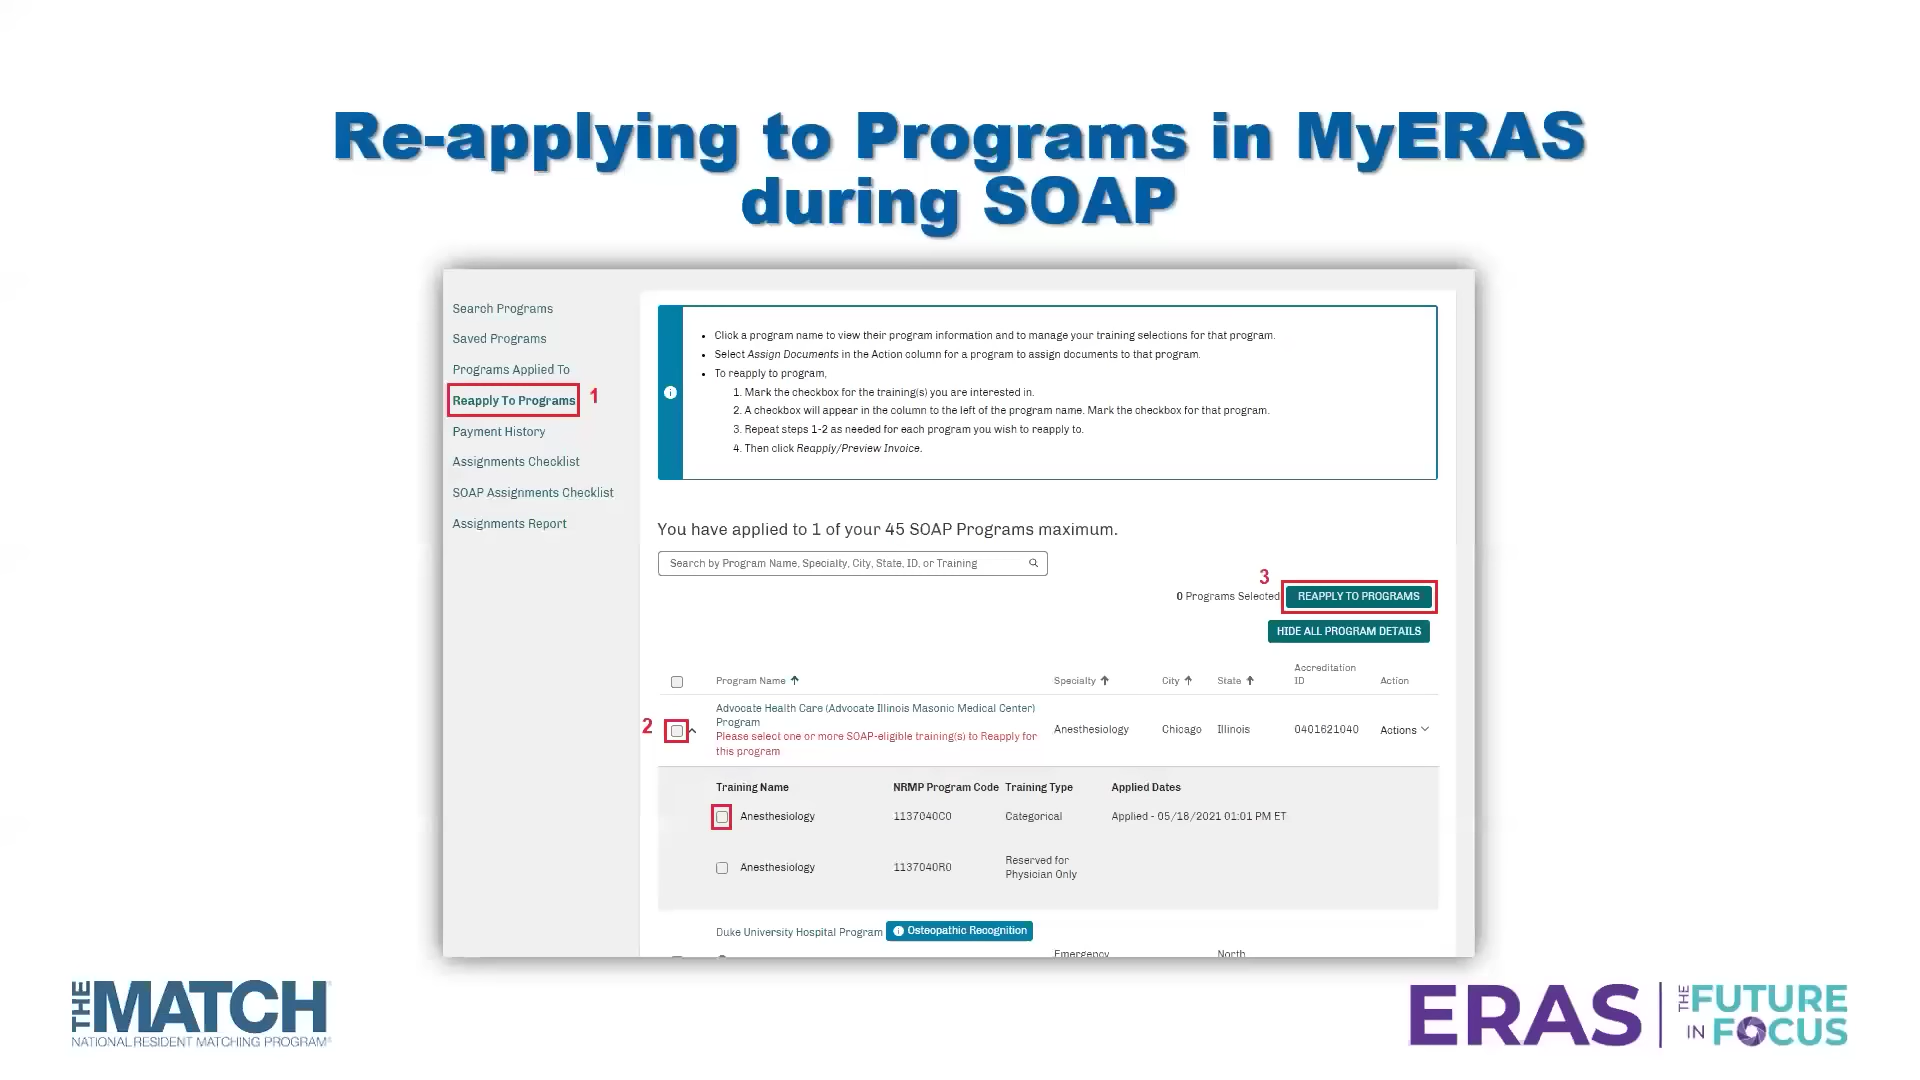 Re-applying to Programs in MyERAS
during SOAP
Search Programs
Saved Programs
Programs Applied To
Reapply To Programs 1
Payment History
Assignments Checklist
SOAP Assignments Checklist
Assignments Report
• Click a program name to view their program information and to manage your training selections for that program.
• Select Assign Documents in the Action column for a program to assign documents to that program.
• To reapply to program,
1. Mark the checkbox for the training(s) you are interested in.
2. A checkbox will appear in the column to the left of the program name. Mark the checkbox for that program.
3. Repeat steps 1-2 as needed for each program you wish to reapply to.
4. Then click Reapply/Preview Invoice.
You have applied to 1 of your 45 SOAP Programs maximum.
Search by Program Name, Specialty, City, State, ID, or Training
3
0 Programs Selected REAPPLY TO PROGRAMS
HIDE ALL PROGRAM DETAILS
Program Name Specialty City State Accreditation ID Action
2
Advocate Health Care (Advocate Illinois Masonic Medical Center)
Program
Please select one or more SOAP-eligible training(s) to Reapply for
this program
Anesthesiology Chicago Illinois 0401621040 Actions
Training Name NRMP Program Code Training Type Applied Dates
Anesthesiology 1137040C0 Categorical Applied - 05/18/2021 01:01 PM ET
Anesthesiology 1137040R0 Reserved for
Physician Only
Duke University Hospital Program Osteopathic Recognition
Emergency North
THE MATCH
NATIONAL RESIDENT MATCHING PROGRAM®
ERAS THE FUTURE
IN FOCUS